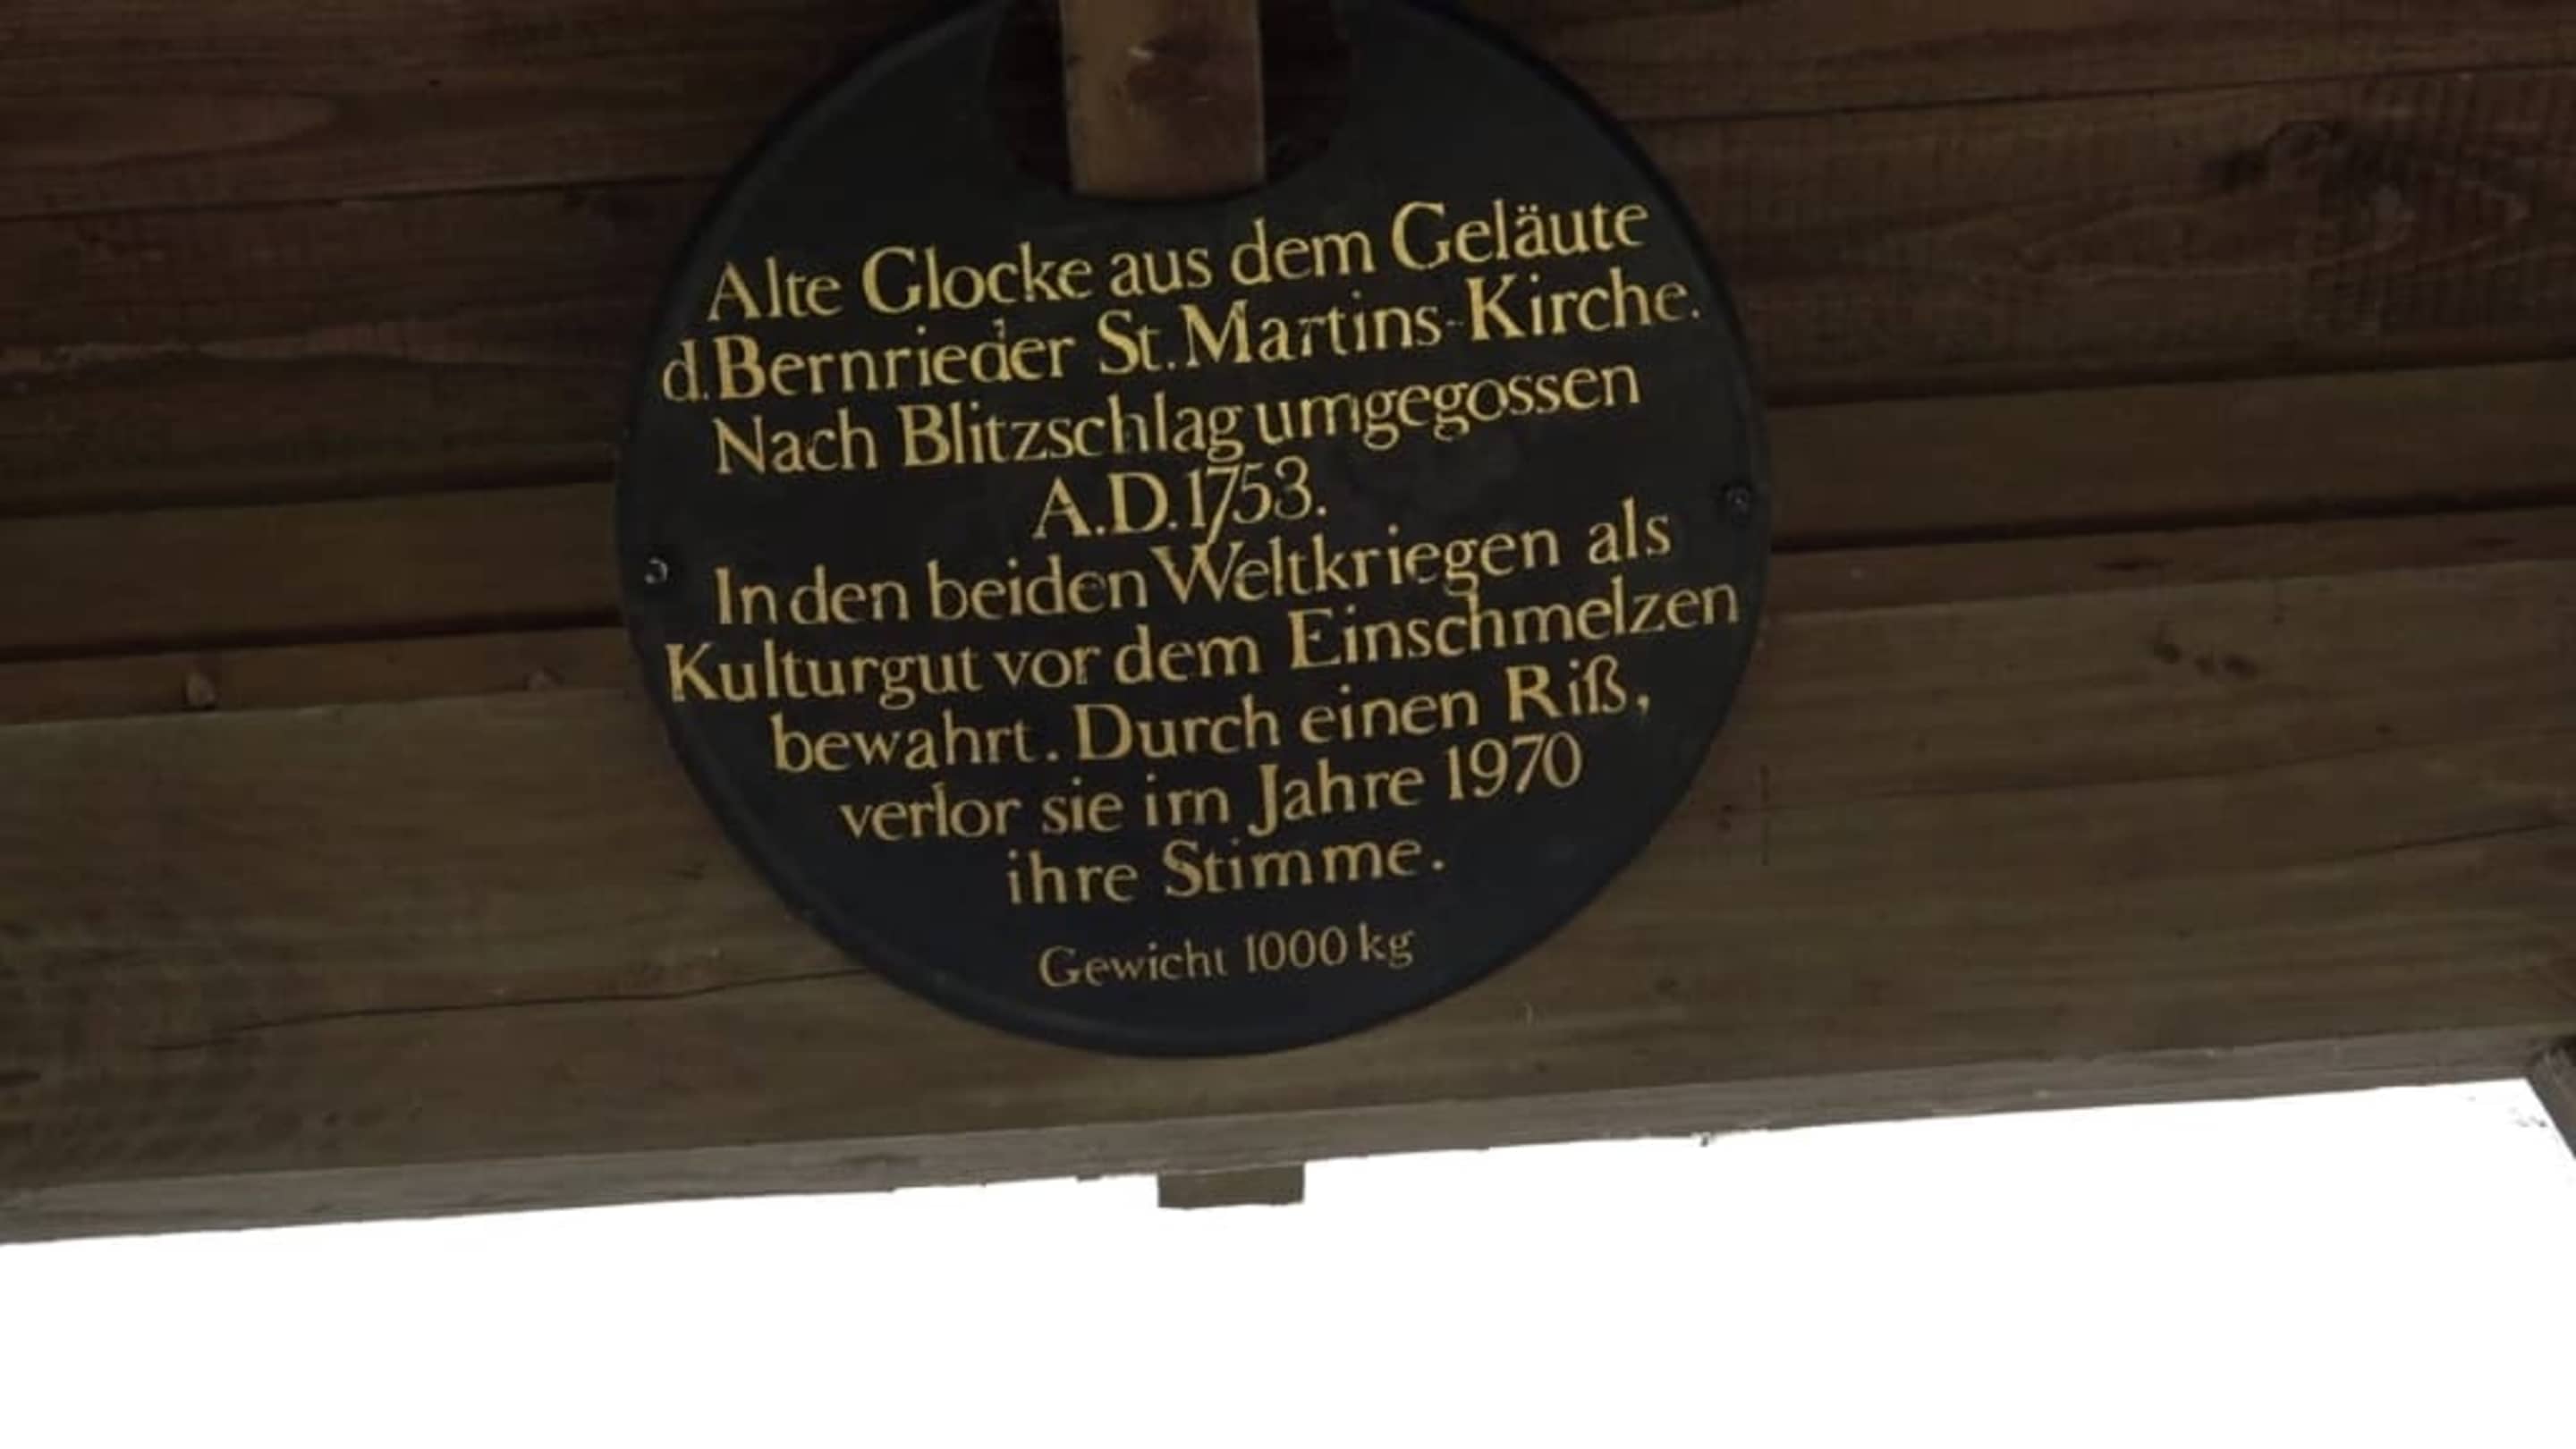 Alte Glocke aus dem Geläute
d. Bernrieder St. Martins-Kirche.
Nach Blitzschlag umgegossen
A.D. 1753.
In den beiden Weltkriegen als
Kulturgut vor dem Einschmelzen
bewahrt. Durch einen Riß,
verlor sie im Jahre 1970
ihre Stimme.
Gewicht 1000 kg